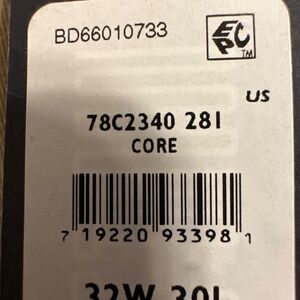 BD66010733
EPC
TM
US
78C2340 281
CORE
7 19220 93398 1
32W 30L